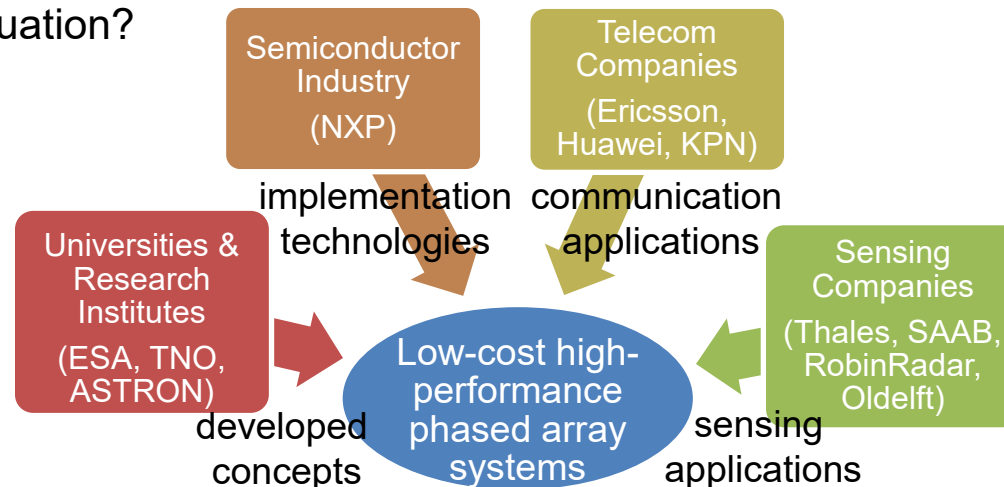 uation?
Semiconductor
Industry
(NXP)
Telecom
Companies
(Ericsson,
Huawei, KPN)
implementation
technologies
communication
applications
Universities &
Research
Institutes
(ESA, TNO,
ASTRON)
Sensing
Companies
(Thales, SAAB,
RobinRadar,
Oldelft)
Low-cost high-
performance
phased array
systems
developed
concepts
sensing
applications